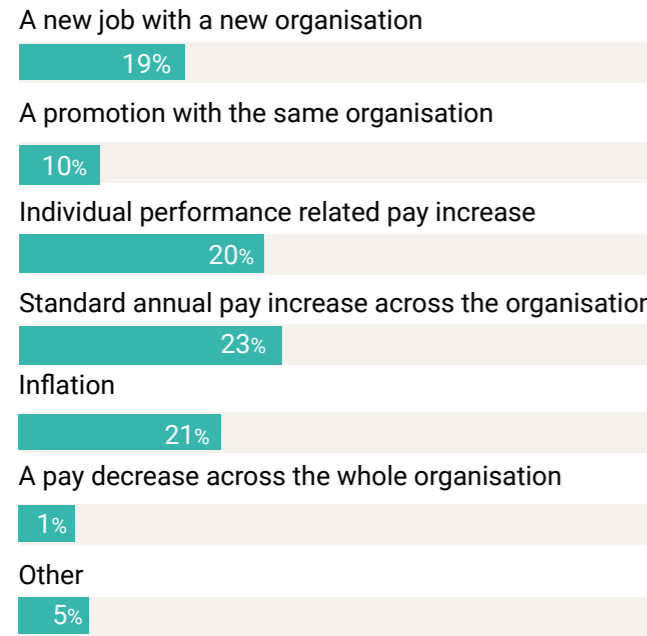 A new job with a new organisation
19%
A promotion with the same organisation
10%
Individual performance related pay increase
20%
Standard annual pay increase across the organisation
23%
Inflation
21%
A pay decrease across the whole organisation
1%
Other
5%